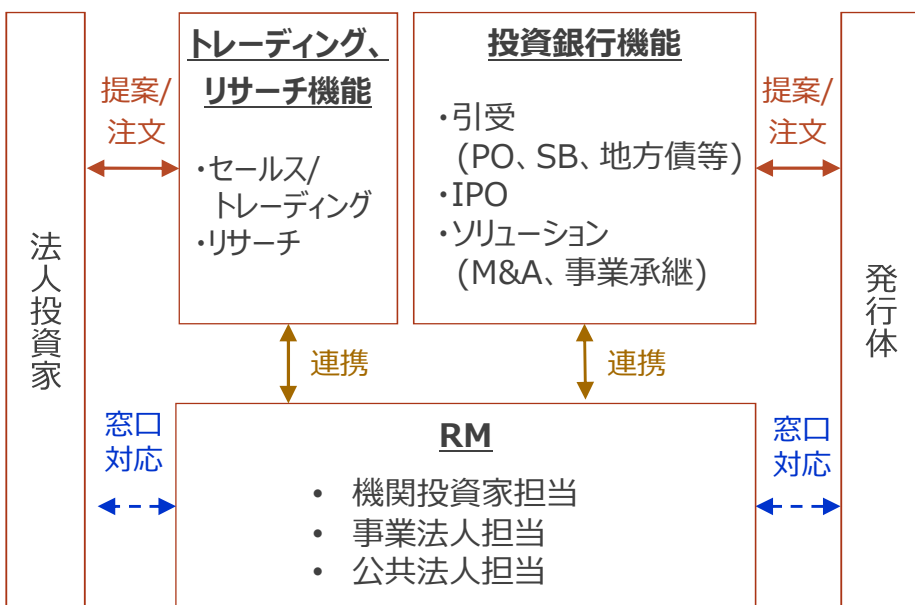 法人投資家
提案/
注文
トレーディング、
リサーチ機能
・セールス/
トレーディング
・リサーチ
投資銀行機能
・引受
(PO、SB、地方債等)
・IPO
・ソリューション
(M&A、事業承継)
提案/
注文
発行体
連携
連携
窓口
対応
RM
• 機関投資家担当
• 事業法人担当
• 公共法人担当
窓口
対応